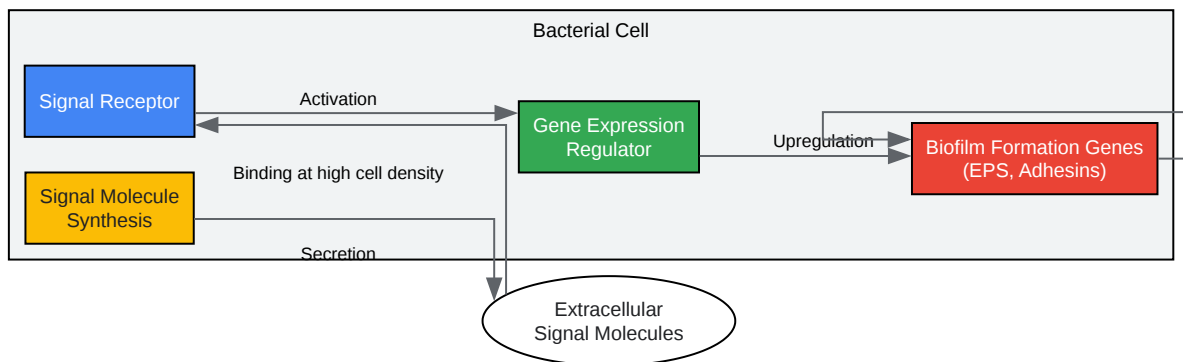 Bacterial Cell
Signal Receptor
Activation
Gene Expression
Regulator
Upregulation
Biofilm Formation Genes
(EPS, Adhesins)
Binding at high cell density
Signal Molecule
Synthesis
Secretion
Extracellular
Signal Molecules